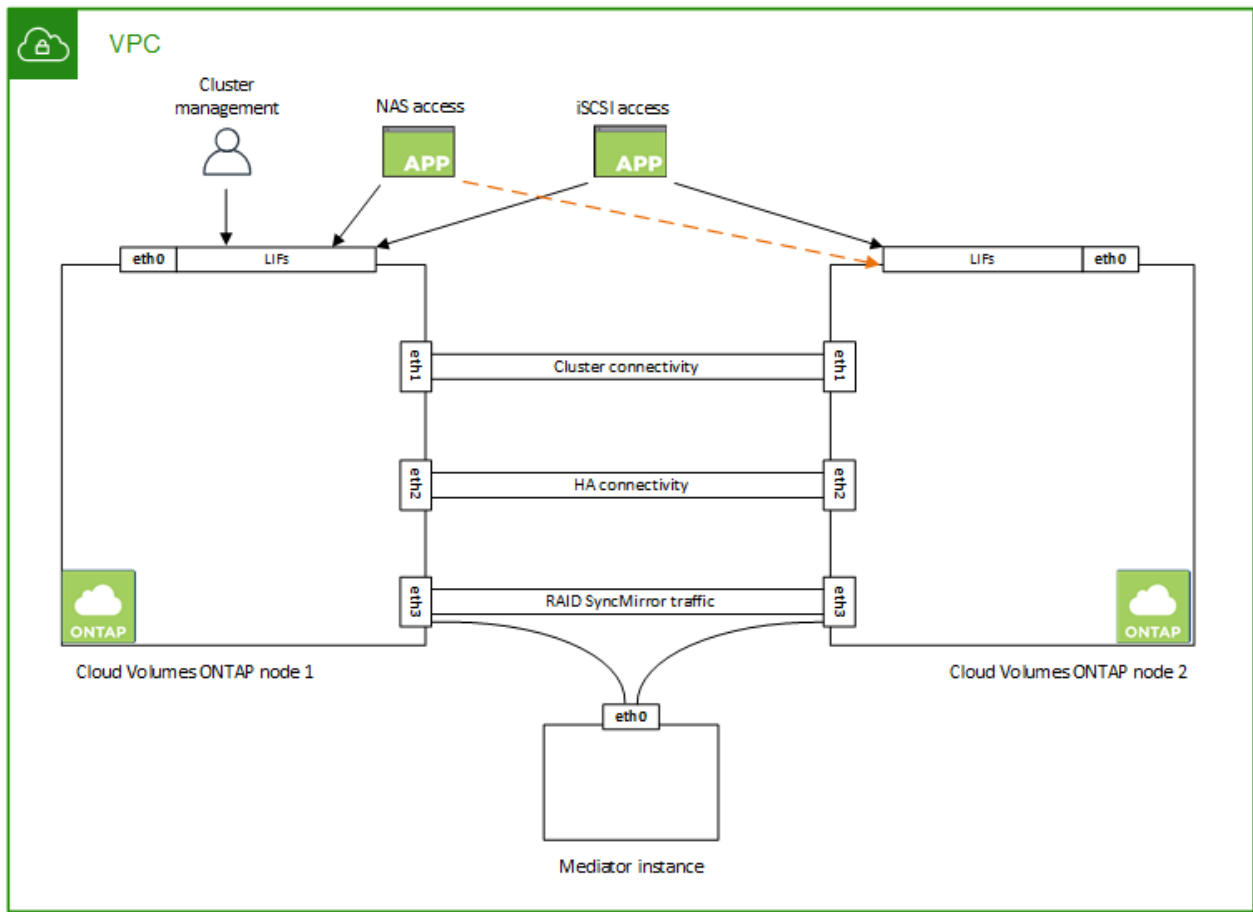 VPC
Cluster
management
NAS access
iSCSI access
APP
APP
eth0
LIFs
LIFs
eth0
eth1
Cluster connectivity
eth1
eth2
HA connectivity
eth2
eth3
RAID SyncMirror traffic
eth3
ONTAP
ONTAP
Cloud Volumes ONTAP node 1
Cloud Volumes ONTAP node 2
eth0
Mediator instance